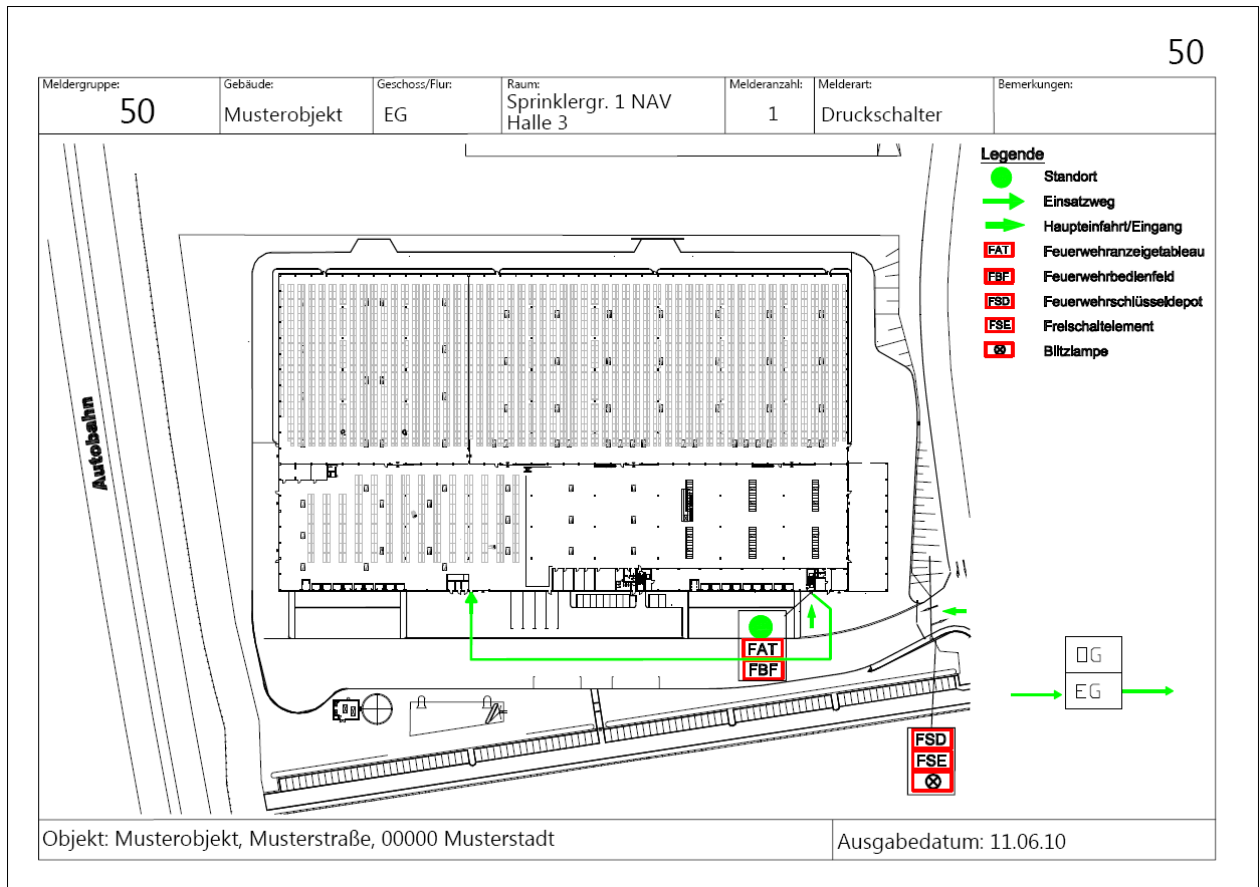 50
Meldergruppe:
50
Gebäude:
Musterobjekt
Geschoss/Flur:
EG
Raum:
Sprinklergr. 1 NAV
Halle 3
Melderanzahl:
1
Melderart:
Druckschalter
Bemerkungen:
Legende
Standort
Einsatzweg
Haupteinfahrt/Eingang
FAT Feuerwehranzeigetableau
FBF Feuerwehrbedienfeld
FSD Feuerwehrschlüsseldepot
FSE Freischaltelement
Blitzlampe
Autobahn
FAT
FBF
OG
EG
FSD
FSE
Objekt: Musterobjekt, Musterstraße, 00000 Musterstadt
Ausgabedatum: 11.06.10